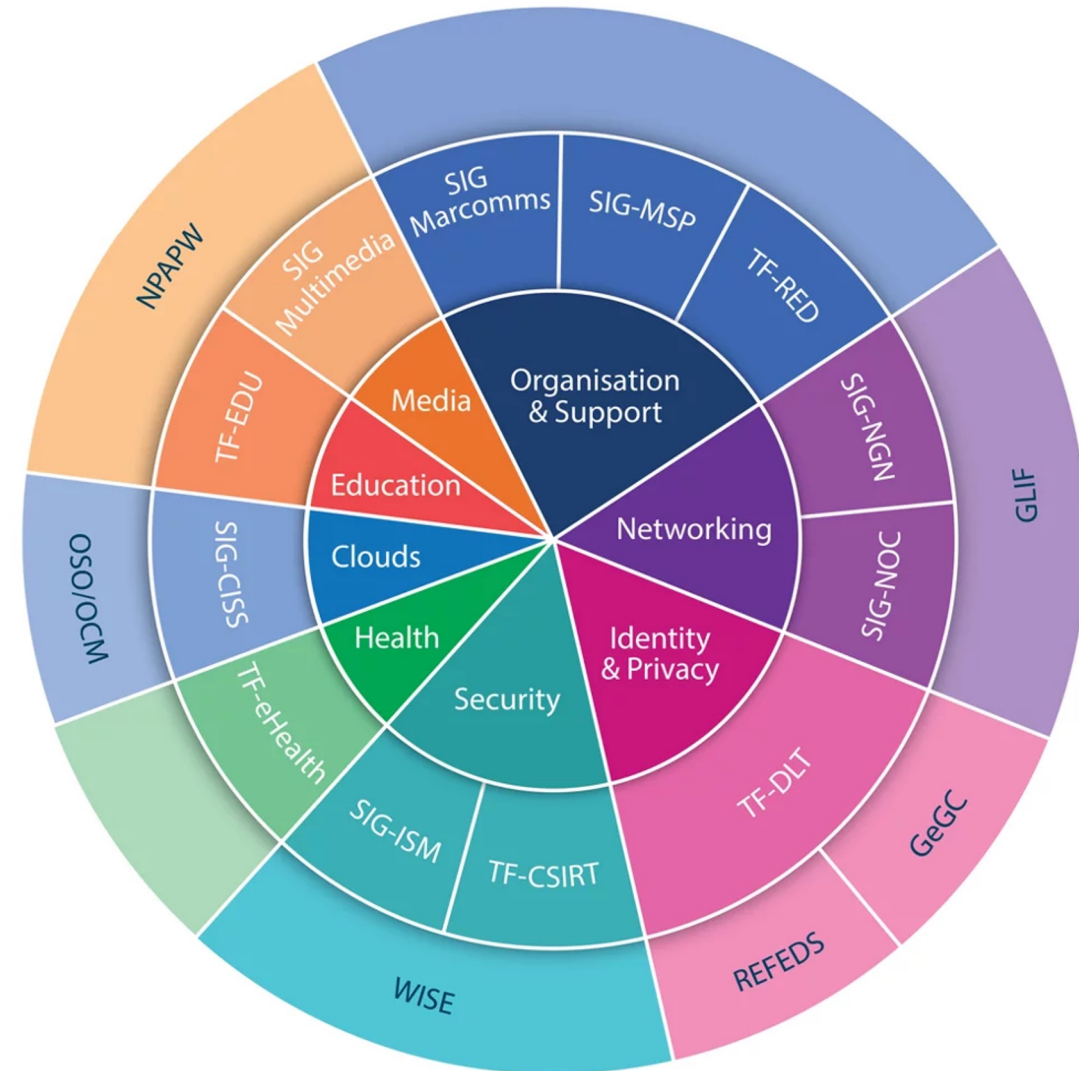 Organisation
& Support
Networking
Identity
& Privacy
Security
Health
Clouds
Education
Media
SIG
Marcomms
SIG-MSP
TF-RED
SIG-NGN
SIG-NOC
TF-DLT
TF-CSIRT
SIG-ISM
TF-eHealth
SIG-CISS
TF-EDU
SIG
Multimedia
GLIF
GeGC
REFEDS
WISE
OSO/OCM
NPAPW